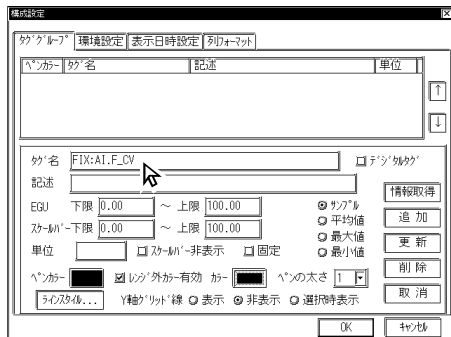 構成設定
ﾀｸﾞｸﾞﾙｰﾌﾟ 環境設定 表示日時設定 列ﾌｫｰﾏｯﾄ
ﾍﾟﾝｶﾗｰ ﾀｸﾞ名 記述 単位
↑
↓
ﾀｸﾞ名 FIX:AI.F_CV ﾃﾞｼﾞﾀﾙﾀｸﾞ
記述 情報取得
EGU 下限 0.00 ～ 上限 100.00 ｻﾝﾌﾟﾙ
ｽｹｰﾙﾊﾞｰ下限 0.00 ～ 上限 100.00 平均値 追 加
単位 ｽｹｰﾙﾊﾞｰ非表示 固定 最大値 更 新
最小値
ﾍﾟﾝｶﾗｰ ﾚﾝｼﾞ外ｶﾗｰ有効 ｶﾗｰ ﾍﾟﾝの太さ 1 削 除
ﾗｲﾝｽﾀｲﾙ... Y軸ｸﾞﾘｯﾄﾞ線 表示 非表示 選択時表示 取 消
OK ｷｬﾝｾﾙ